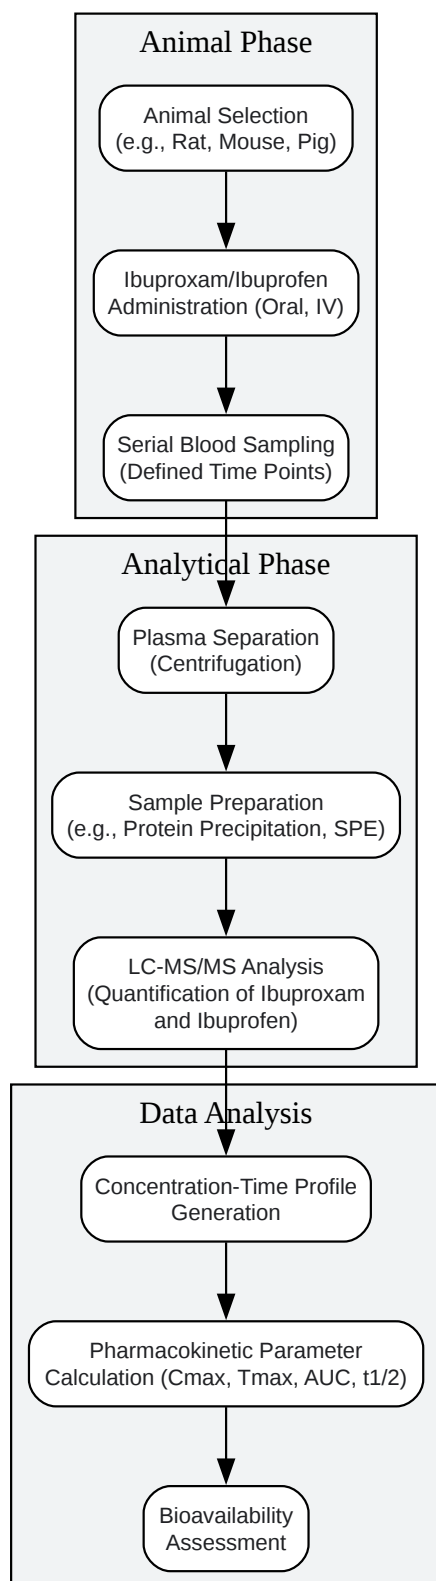 Animal Phase
Animal Selection
(e.g., Rat, Mouse, Pig)
Ibuproxam/Ibuprofen
Administration (Oral, IV)
Serial Blood Sampling
(Defined Time Points)
Analytical Phase
Plasma Separation
(Centrifugation)
Sample Preparation
(e.g., Protein Precipitation, SPE)
LC-MS/MS Analysis
(Quantification of Ibuproxam
and Ibuprofen)
Data Analysis
Concentration-Time Profile
Generation
Pharmacokinetic Parameter
Calculation (Cmax, Tmax, AUC, t1/2)
Bioavailability
Assessment